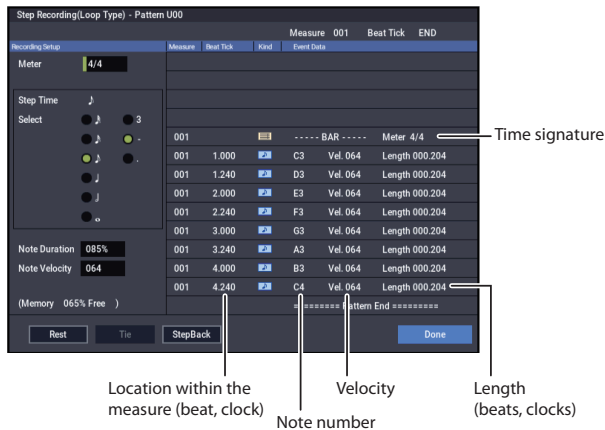 Step Recording(Loop Type) - Pattern U00
Measure 001 Beat Tick END
Recording Setup Measure Beat Tick Kind Event Data
Meter 4/4
Step Time
Select 3
-
.
001 ----- BAR ----- Meter 4/4
001 1.000 C3 Vel. 064 Length 000.204
001 1.240 D3 Vel. 064 Length 000.204
001 2.000 E3 Vel. 064 Length 000.204
001 2.240 F3 Vel. 064 Length 000.204
001 3.000 G3 Vel. 064 Length 000.204
001 3.240 A3 Vel. 064 Length 000.204
001 4.000 B3 Vel. 064 Length 000.204
001 4.240 C4 Vel. 064 Length 000.204
========= Pattern End =========
Note Duration 085%
Note Velocity 064
(Memory 065% Free )
Rest Tie StepBack Done
Time signature
Location within the
measure (beat, clock)
Note number
Velocity
Length
(beats, clocks)